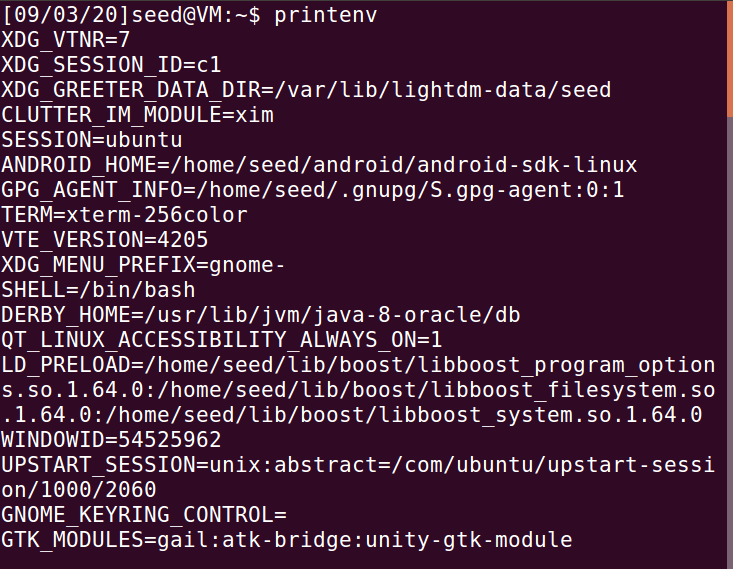 [09/03/20]seed@VM:~$ printenv
XDG_VTNR=7
XDG_SESSION_ID=c1
XDG_GREETER_DATA_DIR=/var/lib/lightdm-data/seed
CLUTTER_IM_MODULE=xim
SESSION=ubuntu
ANDROID_HOME=/home/seed/android/android-sdk-linux
GPG_AGENT_INFO=/home/seed/.gnupg/S.gpg-agent:0:1
TERM=xterm-256color
VTE_VERSION=4205
XDG_MENU_PREFIX=gnome-
SHELL=/bin/bash
DERBY_HOME=/usr/lib/jvm/java-8-oracle/db
QT_LINUX_ACCESSIBILITY_ALWAYS_ON=1
LD_PRELOAD=/home/seed/lib/boost/libboost_program_option
s.so.1.64.0:/home/seed/lib/boost/libboost_filesystem.so
.1.64.0:/home/seed/lib/boost/libboost_system.so.1.64.0
WINDOWID=54525962
UPSTART_SESSION=unix:abstract=/com/ubuntu/upstart-sessi
on/1000/2060
GNOME_KEYRING_CONTROL=
GTK_MODULES=gail:atk-bridge:unity-gtk-module